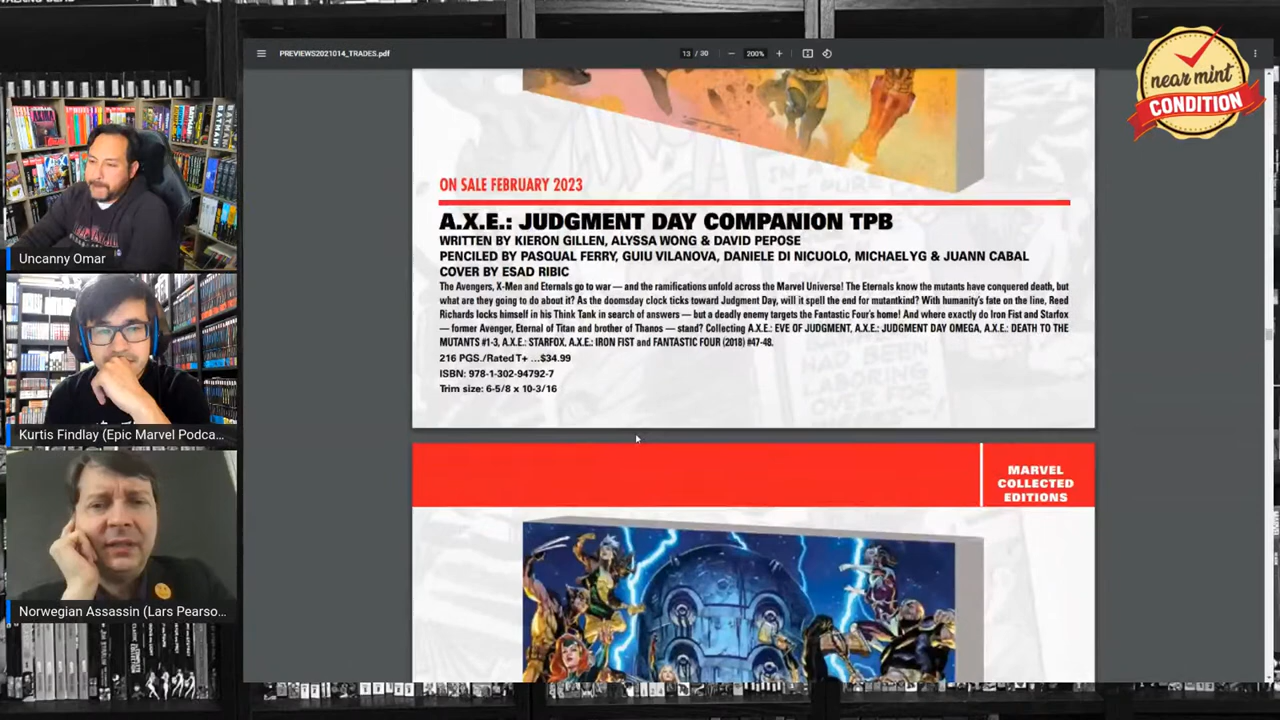 PREVIEWS2021014_TRADES.pdf
13 / 30
200%
near mint
CONDITION
ON SALE FEBRUARY 2023
A.X.E.: JUDGMENT DAY COMPANION TPB
WRITTEN BY KIERON GILLEN, ALYSSA WONG & DAVID PEPOSE
PENCILED BY PASQUAL FERRY, GUIU VILANOVA, DANIELE DI NICUOLO, MICHAEL YG & JUANN CABAL
COVER BY ESAD RIBIC
The Avengers, X-Men and Eternals go to war — and the ramifications unfold across the Marvel Universe! The Eternals know the mutants have conquered death, but
what are they going to do about it? As the doomsday clock ticks toward Judgment Day, will it spell the end for mutantkind? With humanity's fate on the line, Reed
Richards locks himself in his Think Tank in search of answers — but a deadly enemy targets the Fantastic Four's home! And where exactly do Iron Fist and Starfox
— former Avenger, Eternal of Titan and brother of Thanos — stand? Collecting A.X.E.: EVE OF JUDGMENT, A.X.E.: JUDGMENT DAY OMEGA, A.X.E.: DEATH TO THE
MUTANTS #1-3, A.X.E.: STARFOX, A.X.E.: IRON FIST and FANTASTIC FOUR (2018) #47-48.
216 PGS./Rated T+ ...$34.99
ISBN: 978-1-302-94792-7
Trim size: 6-5/8 x 10-3/16
MARVEL
COLLECTED
EDITIONS
Uncanny Omar
Kurtis Findlay (Epic Marvel Podca...
Norwegian Assassin (Lars Pearso...